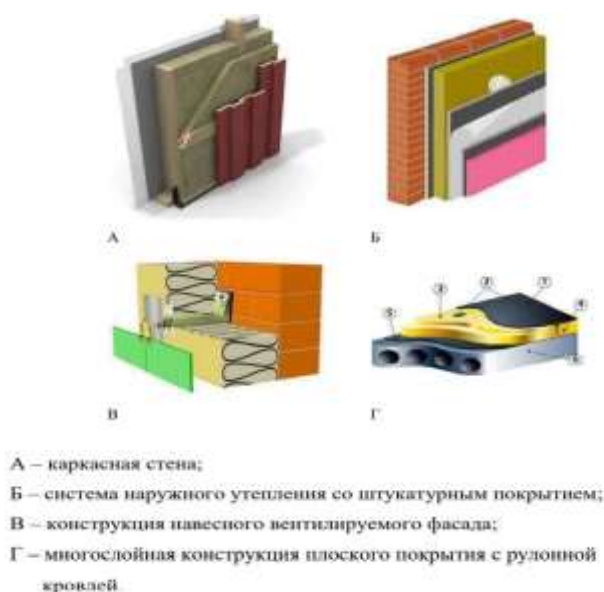 А
Б
В
Г
А – каркасная стена;
Б – система наружного утепления со штукатурным покрытием;
В – конструкция навесного вентилируемого фасада;
Г – многослойная конструкция плоского покрытия с рулонной
кровлей.